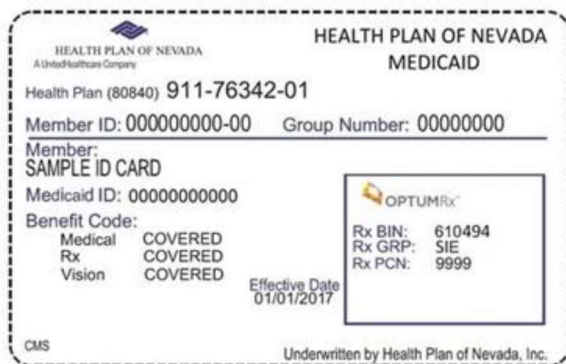 HEALTH PLAN OF NEVADA
A UnitedHealthcare Company
HEALTH PLAN OF NEVADA
MEDICAID
Health Plan (80840) 911-76342-01
Member ID: 000000000-00 Group Number: 00000000
Member:
SAMPLE ID CARD
Medicaid ID: 00000000000
Benefit Code:
Medical COVERED
Rx COVERED
Vision COVERED
Effective Date
01/01/2017
OPTUMRx™
Rx BIN: 610494
Rx GRP: SIE
Rx PCN: 9999
CMS
Underwritten by Health Plan of Nevada, Inc.